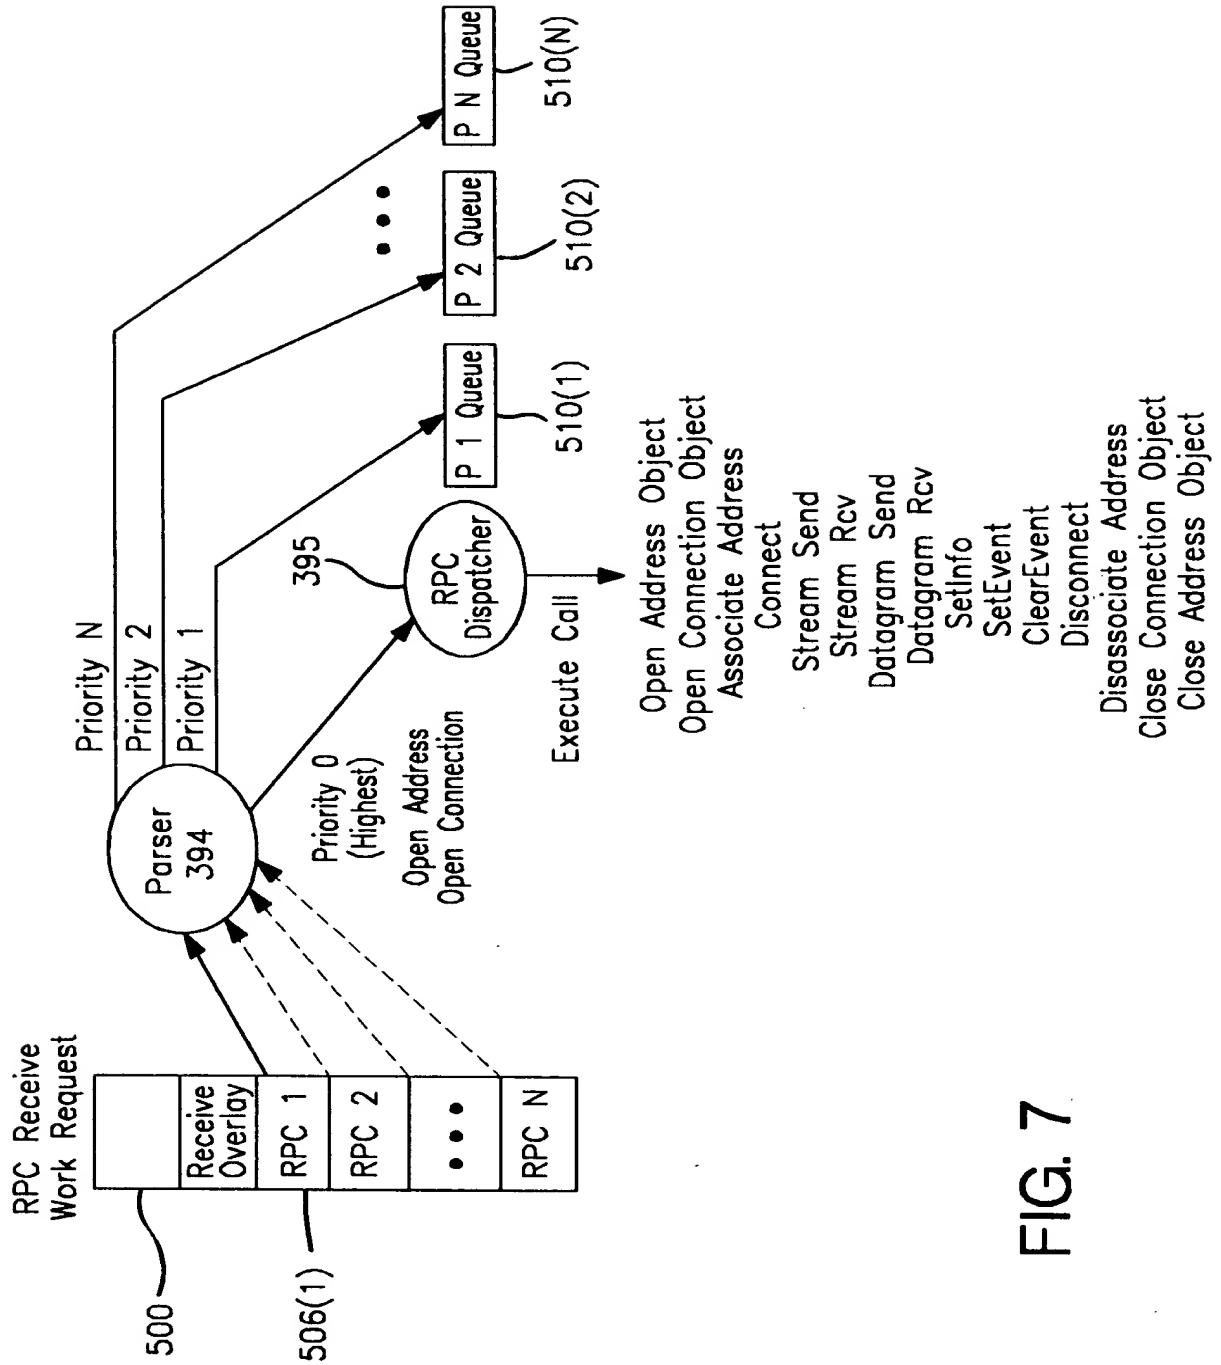 RPC Receive
Work Request
500
Receive
Overlay
506(1)
RPC 1
RPC 2
RPC N
Parser
394
Priority N
Priority 2
Priority 1
Priority 0
(Highest)
Open Address
Open Connection
395
RPC
Dispatcher
P 1 Queue
510(1)
P 2 Queue
510(2)
P N Queue
510(N)
Execute Call
Open Address Object
Open Connection Object
Associate Address
Connect
Stream Send
Stream Rcv
Datagram Send
Datagram Rcv
SetInfo
SetEvent
ClearEvent
Disconnect
Disassociate Address
Close Connection Object
Close Address Object
FIG. 7